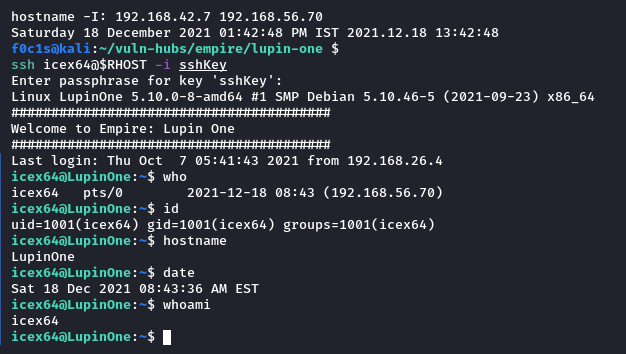 hostname -I: 192.168.42.7 192.168.56.70
Saturday 18 December 2021 01:42:48 PM IST 2021.12.18 13:42:48
f0c1s@kali:~/vuln-hubs/empire/lupin-one $
ssh icex64@$RHOST -i sshKey
Enter passphrase for key 'sshKey':
Linux LupinOne 5.10.0-8-amd64 #1 SMP Debian 5.10.46-5 (2021-09-23) x86_64
########################################
Welcome to Empire: Lupin One
########################################
Last login: Thu Oct  7 05:41:43 2021 from 192.168.26.4
icex64@LupinOne:~$ who
icex64   pts/0        2021-12-18 08:43 (192.168.56.70)
icex64@LupinOne:~$ id
uid=1001(icex64) gid=1001(icex64) groups=1001(icex64)
icex64@LupinOne:~$ hostname
LupinOne
icex64@LupinOne:~$ date
Sat 18 Dec 2021 08:43:36 AM EST
icex64@LupinOne:~$ whoami
icex64
icex64@LupinOne:~$